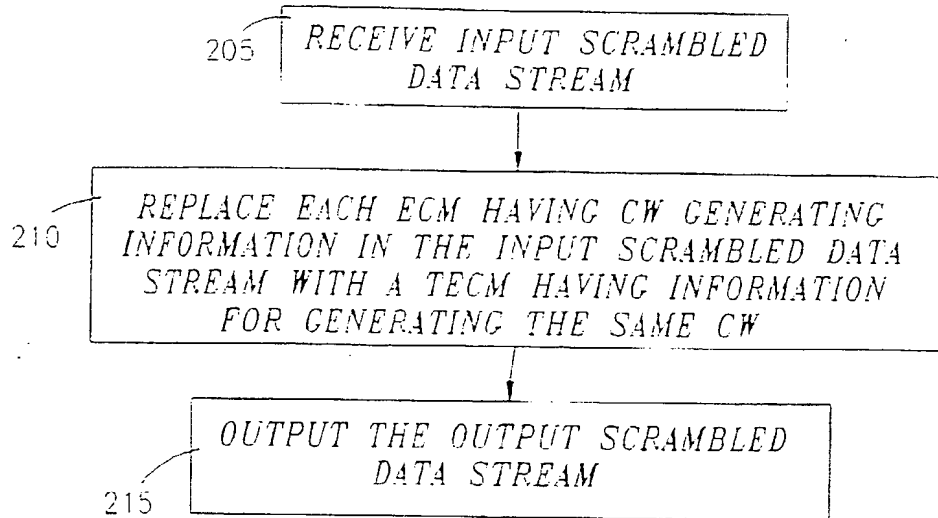 205
RECEIVE INPUT SCRAMBLED
DATA STREAM
210
REPLACE EACH ECM HAVING CW GENERATING
INFORMATION IN THE INPUT SCRAMBLED DATA
STREAM WITH A TECM HAVING INFORMATION
FOR GENERATING THE SAME CW
OUTPUT THE OUTPUT SCRAMBLED
DATA STREAM
215